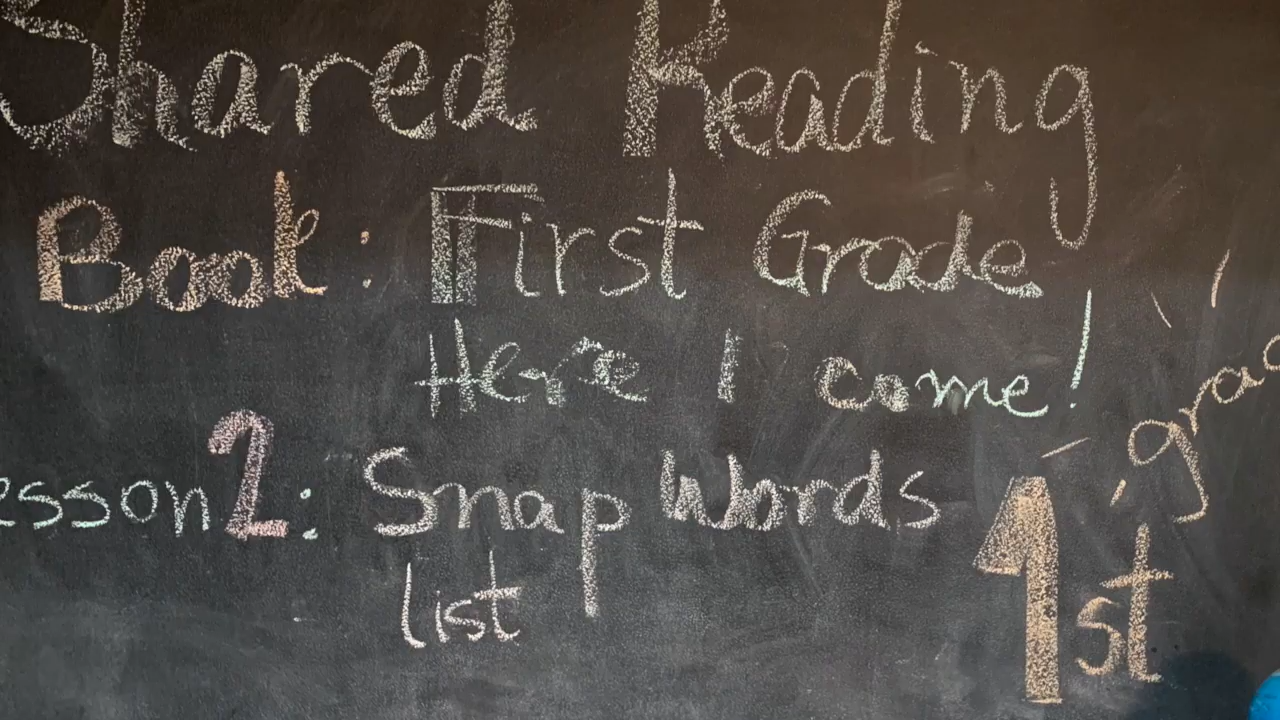 Shared Reading
Book: First Grade
Here I come!
esson 2: Snap Words
list
1st
grad